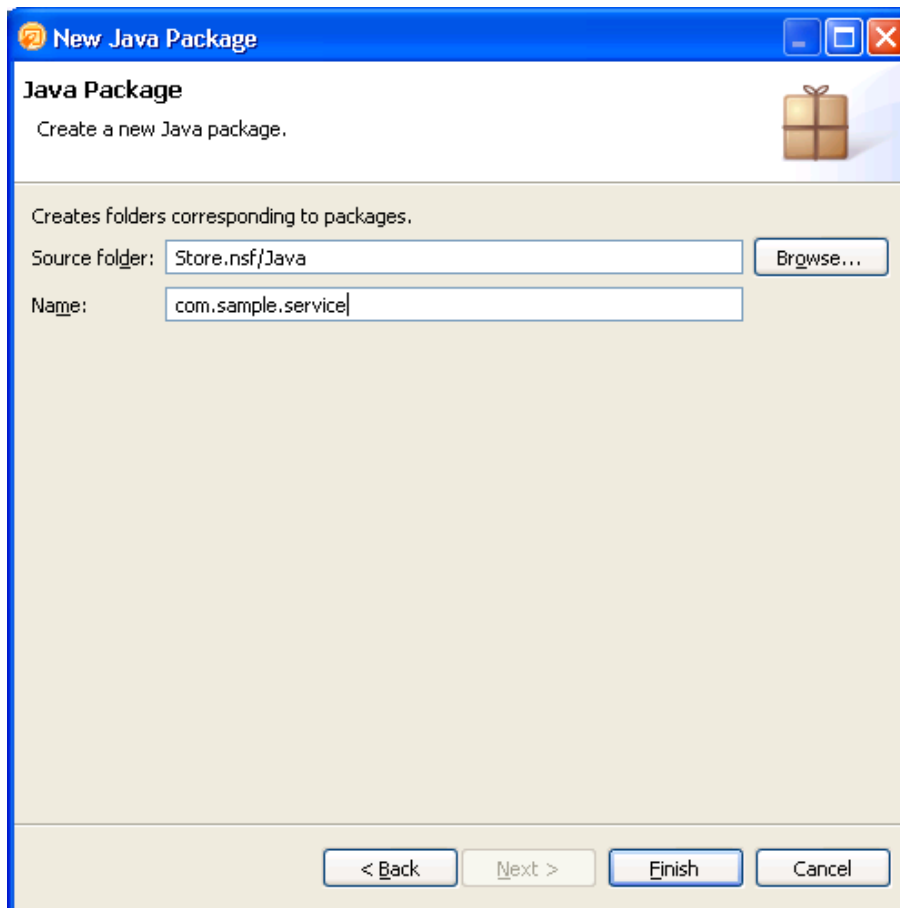 New Java Package
Java Package
Create a new Java package.
Creates folders corresponding to packages.
Source folder: Store.nsf/Java Browse...
Name: com.sample.service
< Back Next > Finish Cancel